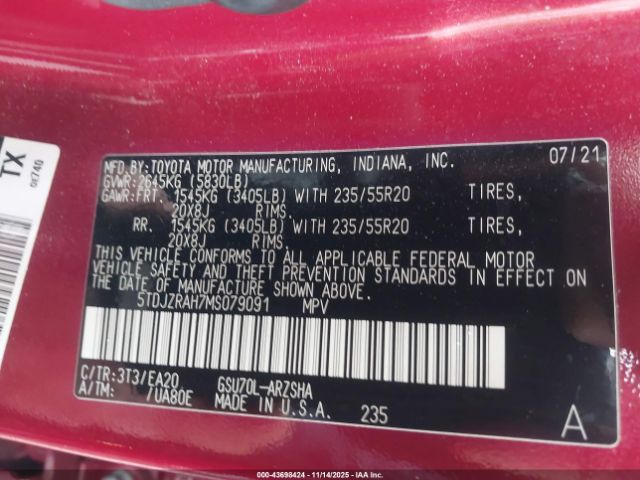 TX
0E740
MFD. BY: TOYOTA MOTOR MANUFACTURING, INDIANA, INC. 07/21
GVWR: 2645KG (5830LB)
GAWR: FRT. 1545KG (3405LB) WITH 235/55R20 TIRES,
20X8J RIMS.
RR. 1545KG (3405LB) WITH 235/55R20 TIRES,
20X8J RIMS.
THIS VEHICLE CONFORMS TO ALL APPLICABLE FEDERAL MOTOR
VEHICLE SAFETY AND THEFT PREVENTION STANDARDS IN EFFECT ON
THE DATE OF MANUFACTURE SHOWN ABOVE.
5TDJZRAH7MS079091 MPV
C/TR: 3T3/EA20 GSU70L-ARZSHA
A/TM: /UA80E MADE IN U.S.A. 235 A
000-43698424 | 11/14/2025 | IAA Inc.